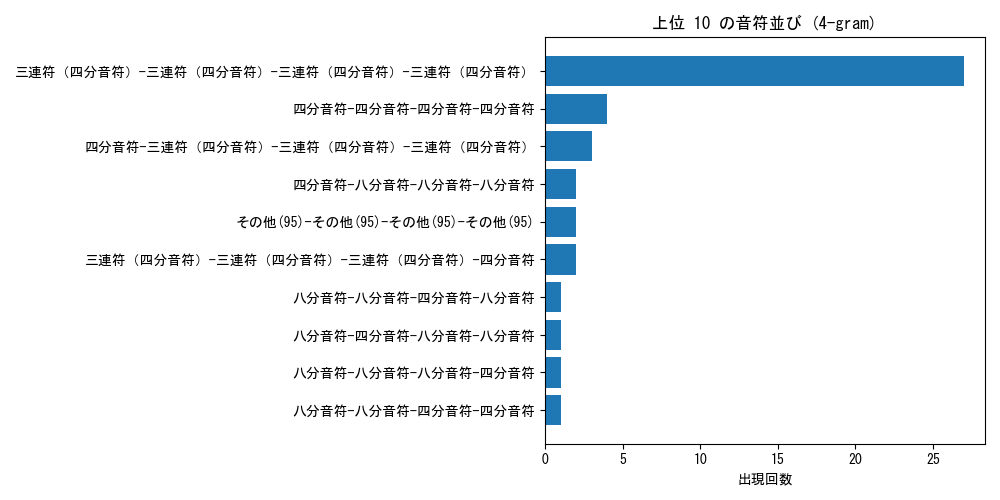 上位 10 の音符並び (4-gram)
三連符（四分音符）-三連符（四分音符）-三連符（四分音符）-三連符（四分音符）
四分音符-四分音符-四分音符-四分音符
四分音符-三連符（四分音符）-三連符（四分音符）-三連符（四分音符）
四分音符-八分音符-八分音符-八分音符
その他(95)-その他(95)-その他(95)-その他(95)
三連符（四分音符）-三連符（四分音符）-三連符（四分音符）-四分音符
八分音符-八分音符-四分音符-八分音符
八分音符-四分音符-八分音符-八分音符
八分音符-八分音符-八分音符-四分音符
八分音符-八分音符-四分音符-四分音符
0 5 10 15 20 25
出現回数